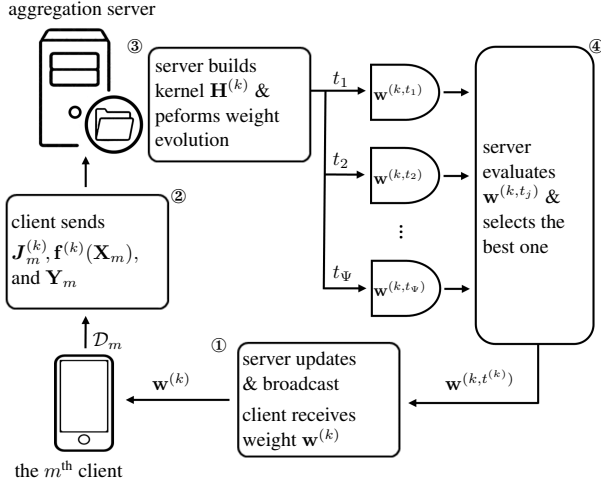 aggregation server
③
server builds
kernel H^{(k)} &
peforms weight
evolution
t_1
w^{(k,t_1)}
t_2
w^{(k,t_2)}
⋮
t_Ψ
w^{(k,t_Ψ)}
④
server
evaluates
w^{(k,t_j)} &
selects the
best one
②
client sends
J_m^{(k)}, f^{(k)}(X_m),
and Y_m
D_m
①
server updates
& broadcast
client receives
weight w^{(k)}
w^{(k)}
w^{(k,t^{(k)})}
the m^{th} client